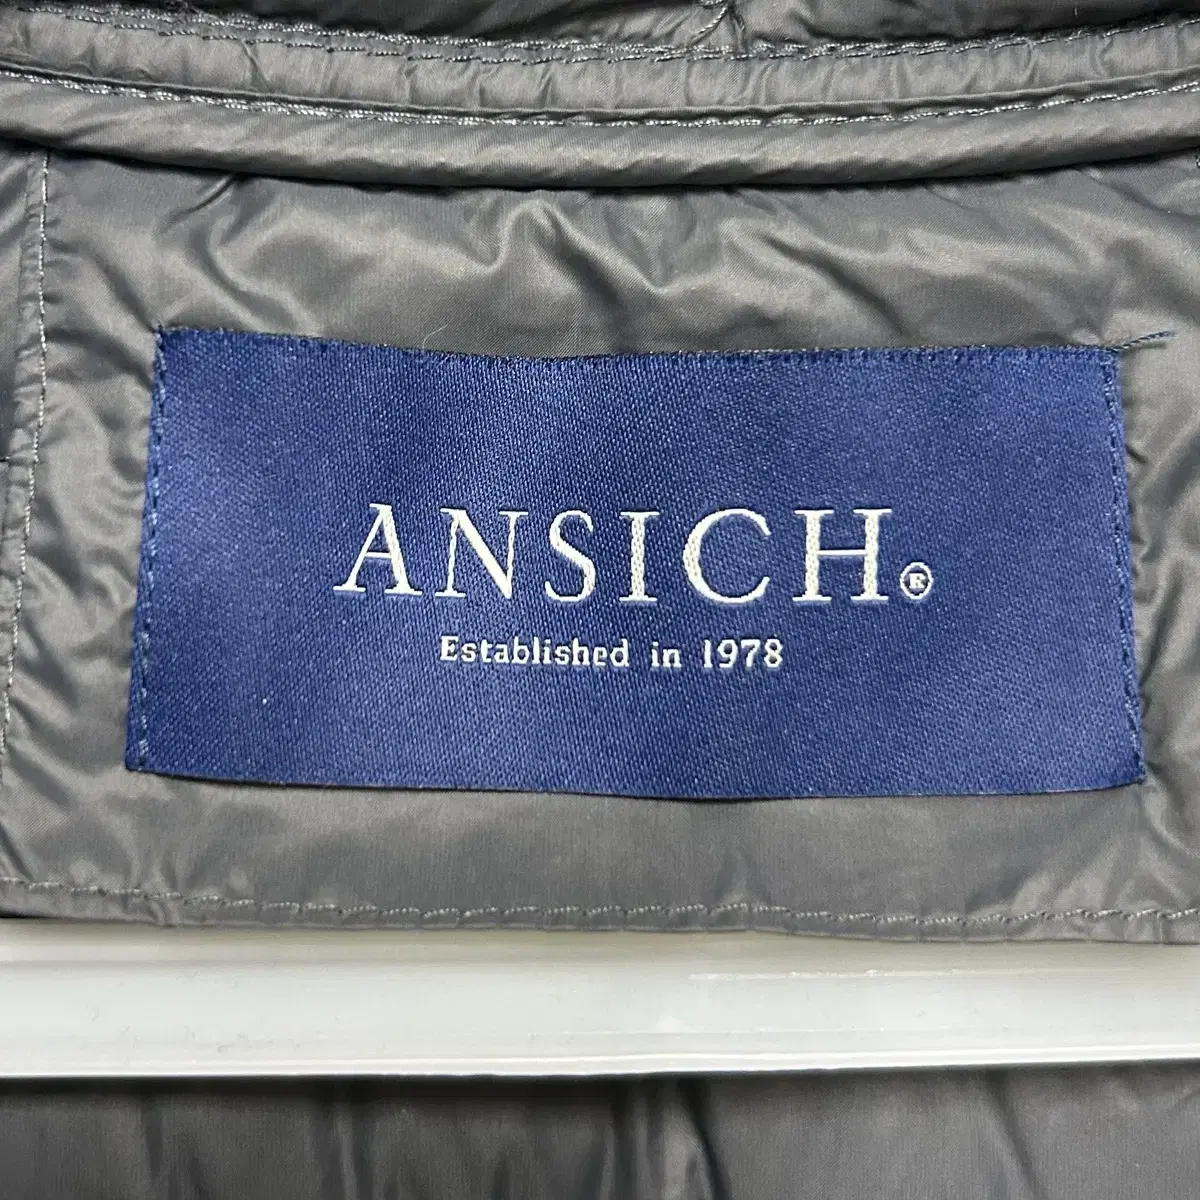 ANSICH®
Established in 1978